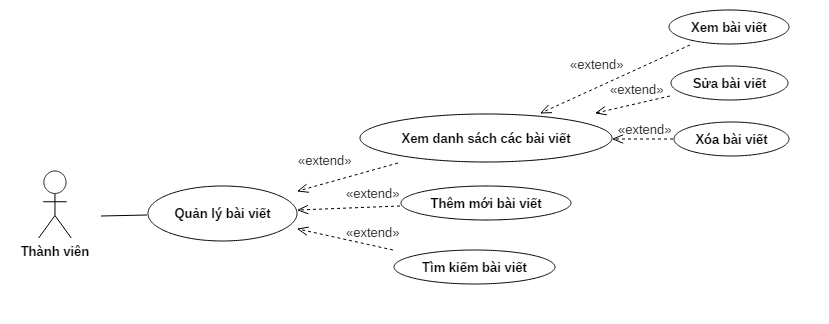 Xem bài viết
«extend»
Sửa bài viết
«extend»
Xem danh sách các bài viết
«extend»
Xóa bài viết
«extend»
Thêm mới bài viết
«extend»
Quản lý bài viết
«extend»
Thành viên
Tìm kiếm bài viết